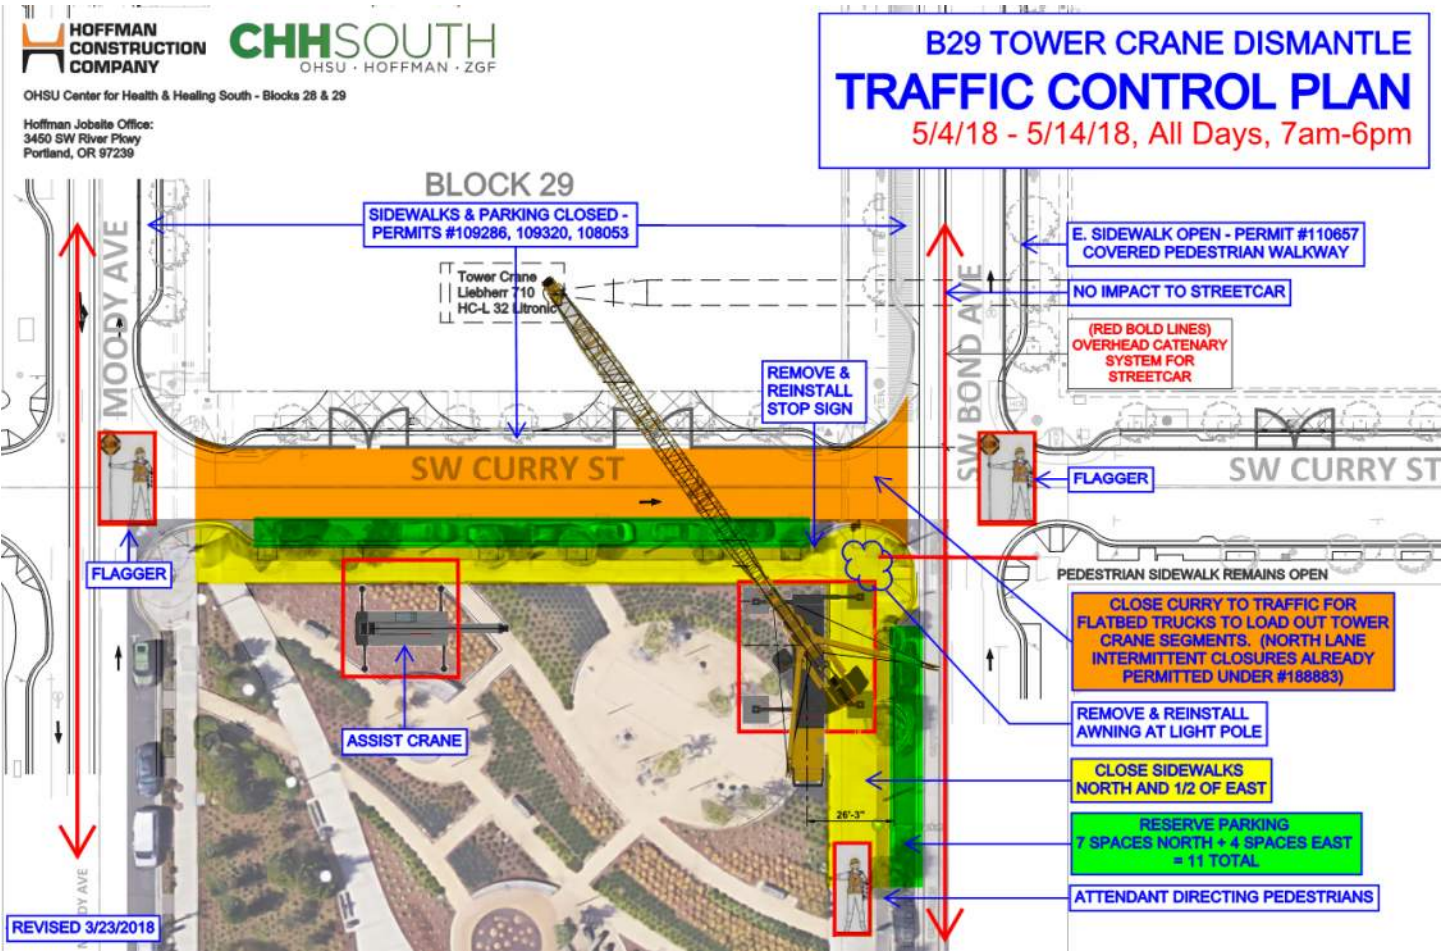 HOFFMAN
CONSTRUCTION
COMPANY
CHHSOUTH
OHSU · HOFFMAN · ZGF
OHSU Center for Health & Healing South - Blocks 28 & 29
Hoffman Jobsite Office:
3450 SW River Pkwy
Portland, OR 97239
B29 TOWER CRANE DISMANTLE
TRAFFIC CONTROL PLAN
5/4/18 - 5/14/18, All Days, 7am-6pm
BLOCK 29
SIDEWALKS & PARKING CLOSED -
PERMITS #109286, 109320, 108053
MOODY AVE
Tower Crane
Liebherr 710
HC-L 32 Litronic
E. SIDEWALK OPEN - PERMIT #110657
COVERED PEDESTRIAN WALKWAY
NO IMPACT TO STREETCAR
(RED BOLD LINES)
OVERHEAD CATENARY
SYSTEM FOR
STREETCAR
SW BOND AVE
REMOVE &
REINSTALL
STOP SIGN
SW CURRY ST
SW CURRY ST
FLAGGER
FLAGGER
PEDESTRIAN SIDEWALK REMAINS OPEN
CLOSE CURRY TO TRAFFIC FOR
FLATBED TRUCKS TO LOAD OUT TOWER
CRANE SEGMENTS. (NORTH LANE
INTERMITTENT CLOSURES ALREADY
PERMITTED UNDER #188883)
ASSIST CRANE
REMOVE & REINSTALL
AWNING AT LIGHT POLE
CLOSE SIDEWALKS
NORTH AND 1/2 OF EAST
26'-3"
RESERVE PARKING
7 SPACES NORTH + 4 SPACES EAST
= 11 TOTAL
ATTENDANT DIRECTING PEDESTRIANS
MOODY AVE
REVISED 3/23/2018